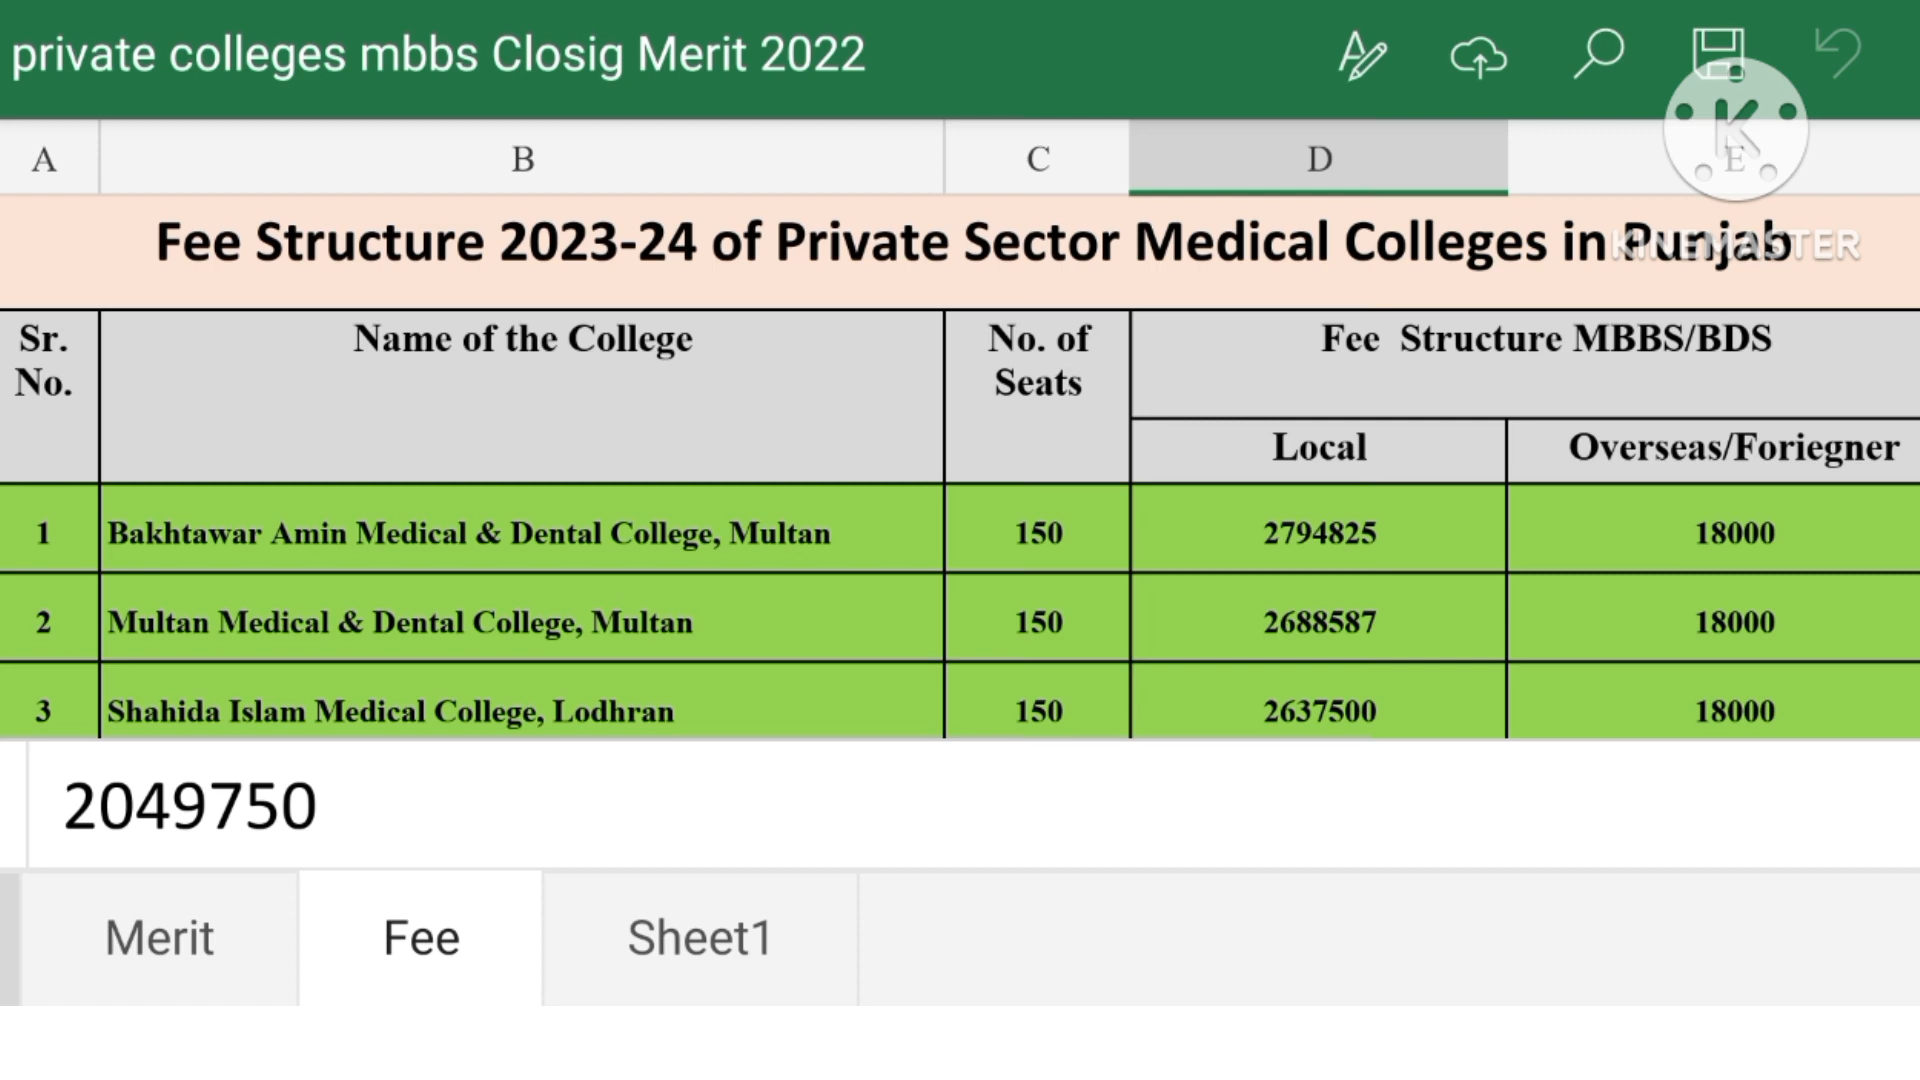 private colleges mbbs Closig Merit 2022
A B C D E
Fee Structure 2023-24 of Private Sector Medical Colleges in Punjab
KINEMASTER
Sr. No. Name of the College No. of Seats Fee Structure MBBS/BDS
Local Overseas/Foriegner
1 Bakhtawar Amin Medical & Dental College, Multan 150 2794825 18000
2 Multan Medical & Dental College, Multan 150 2688587 18000
3 Shahida Islam Medical College, Lodhran 150 2637500 18000
2049750
Merit Fee Sheet1